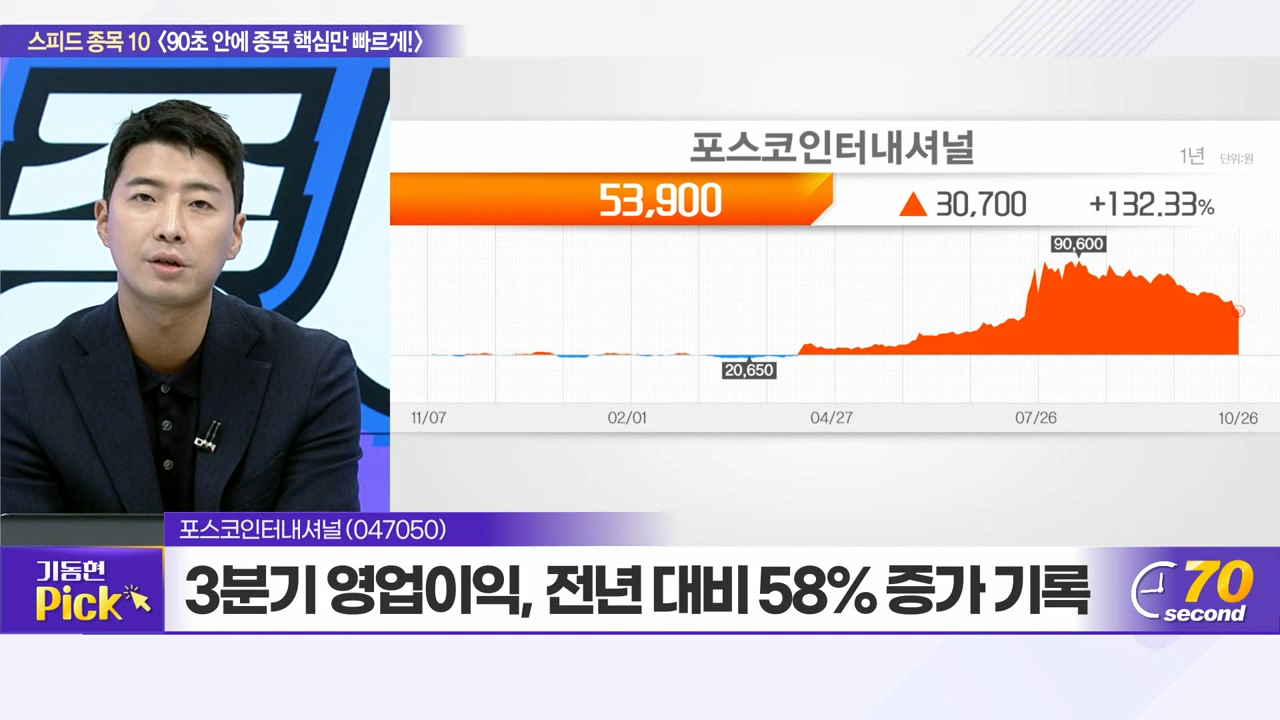 스피드 종목 10 〈90초 안에 종목 핵심만 빠르게!〉
포스코인터내셔널
1년 단위:원
53,900 ▲ 30,700 +132.33%
90,600
20,650
11/07 02/01 04/27 07/26 10/26
포스코인터내셔널 (047050)
기동현
Pick
3분기 영업이익, 전년 대비 58% 증가 기록
70
second